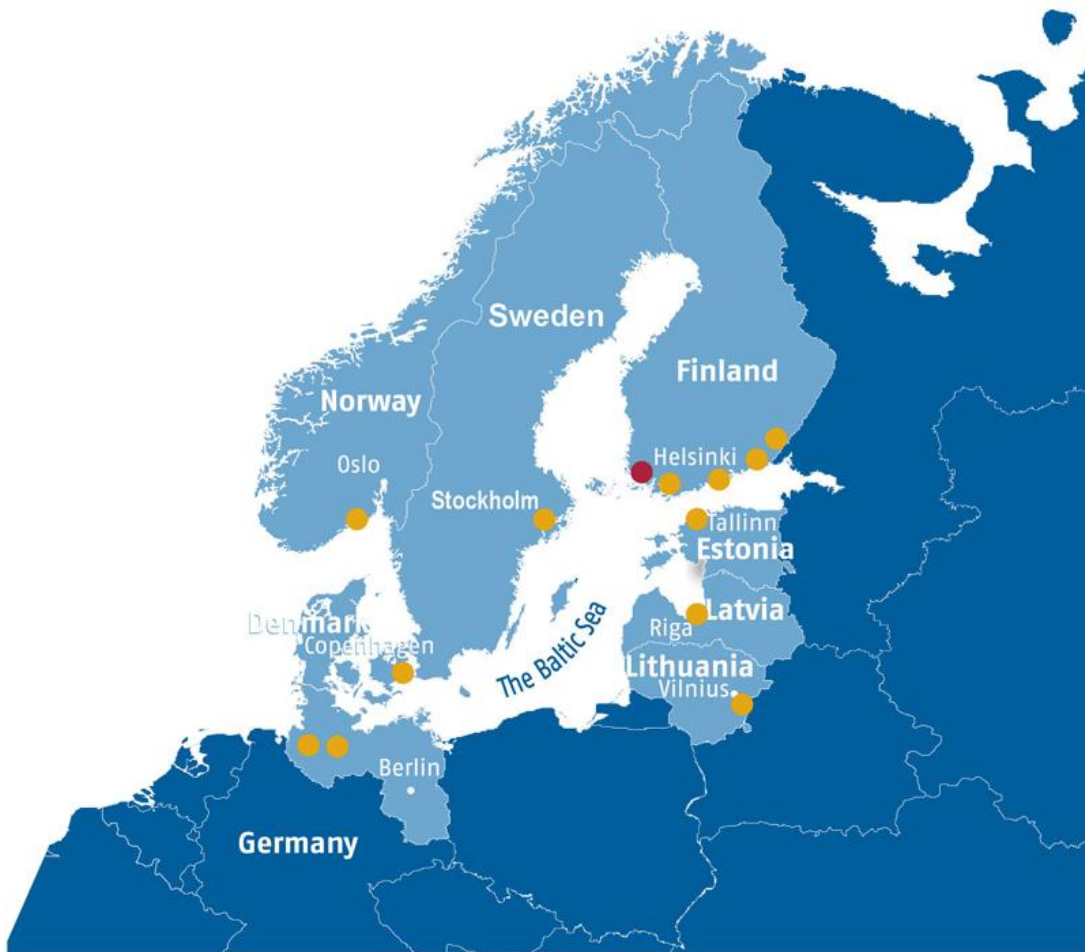 Sweden
Finland
Norway
Helsinki
Oslo
Stockholm
Tallinn
Estonia
Latvia
Denmark
Riga
Copenhagen
The Baltic Sea
Lithuania
Vilnius
Berlin
Germany